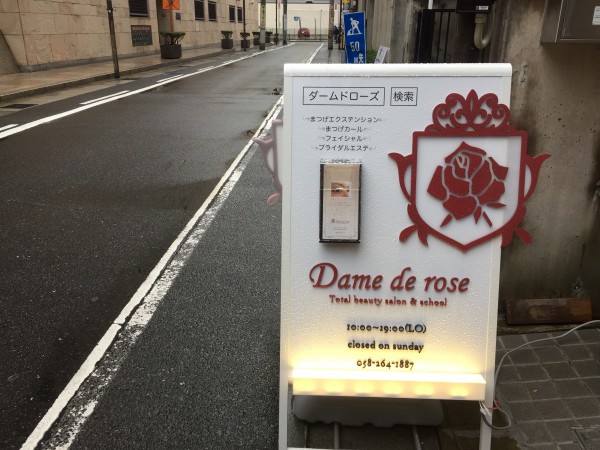 ダームドローズ 検索
まつげエクステンション
まつげカール
フェイシャル
ブライダルエステ
Dame de rose
Total beauty salon & school
10:00~19:00(LO)
closed on sunday
058-264-1887
50